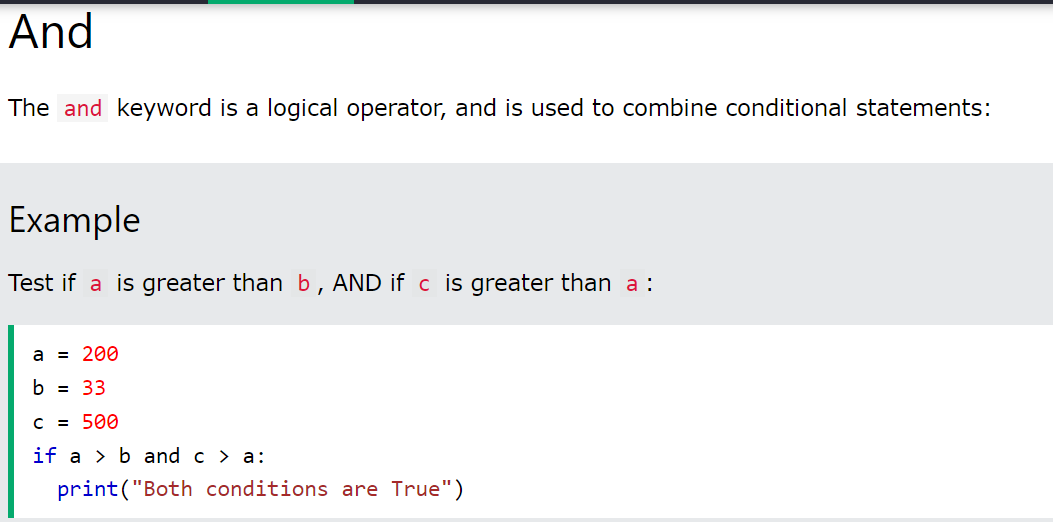 And
The and keyword is a logical operator, and is used to combine conditional statements:
Example
Test if a is greater than b, AND if c is greater than a:
a = 200
b = 33
c = 500
if a > b and c > a:
  print("Both conditions are True")